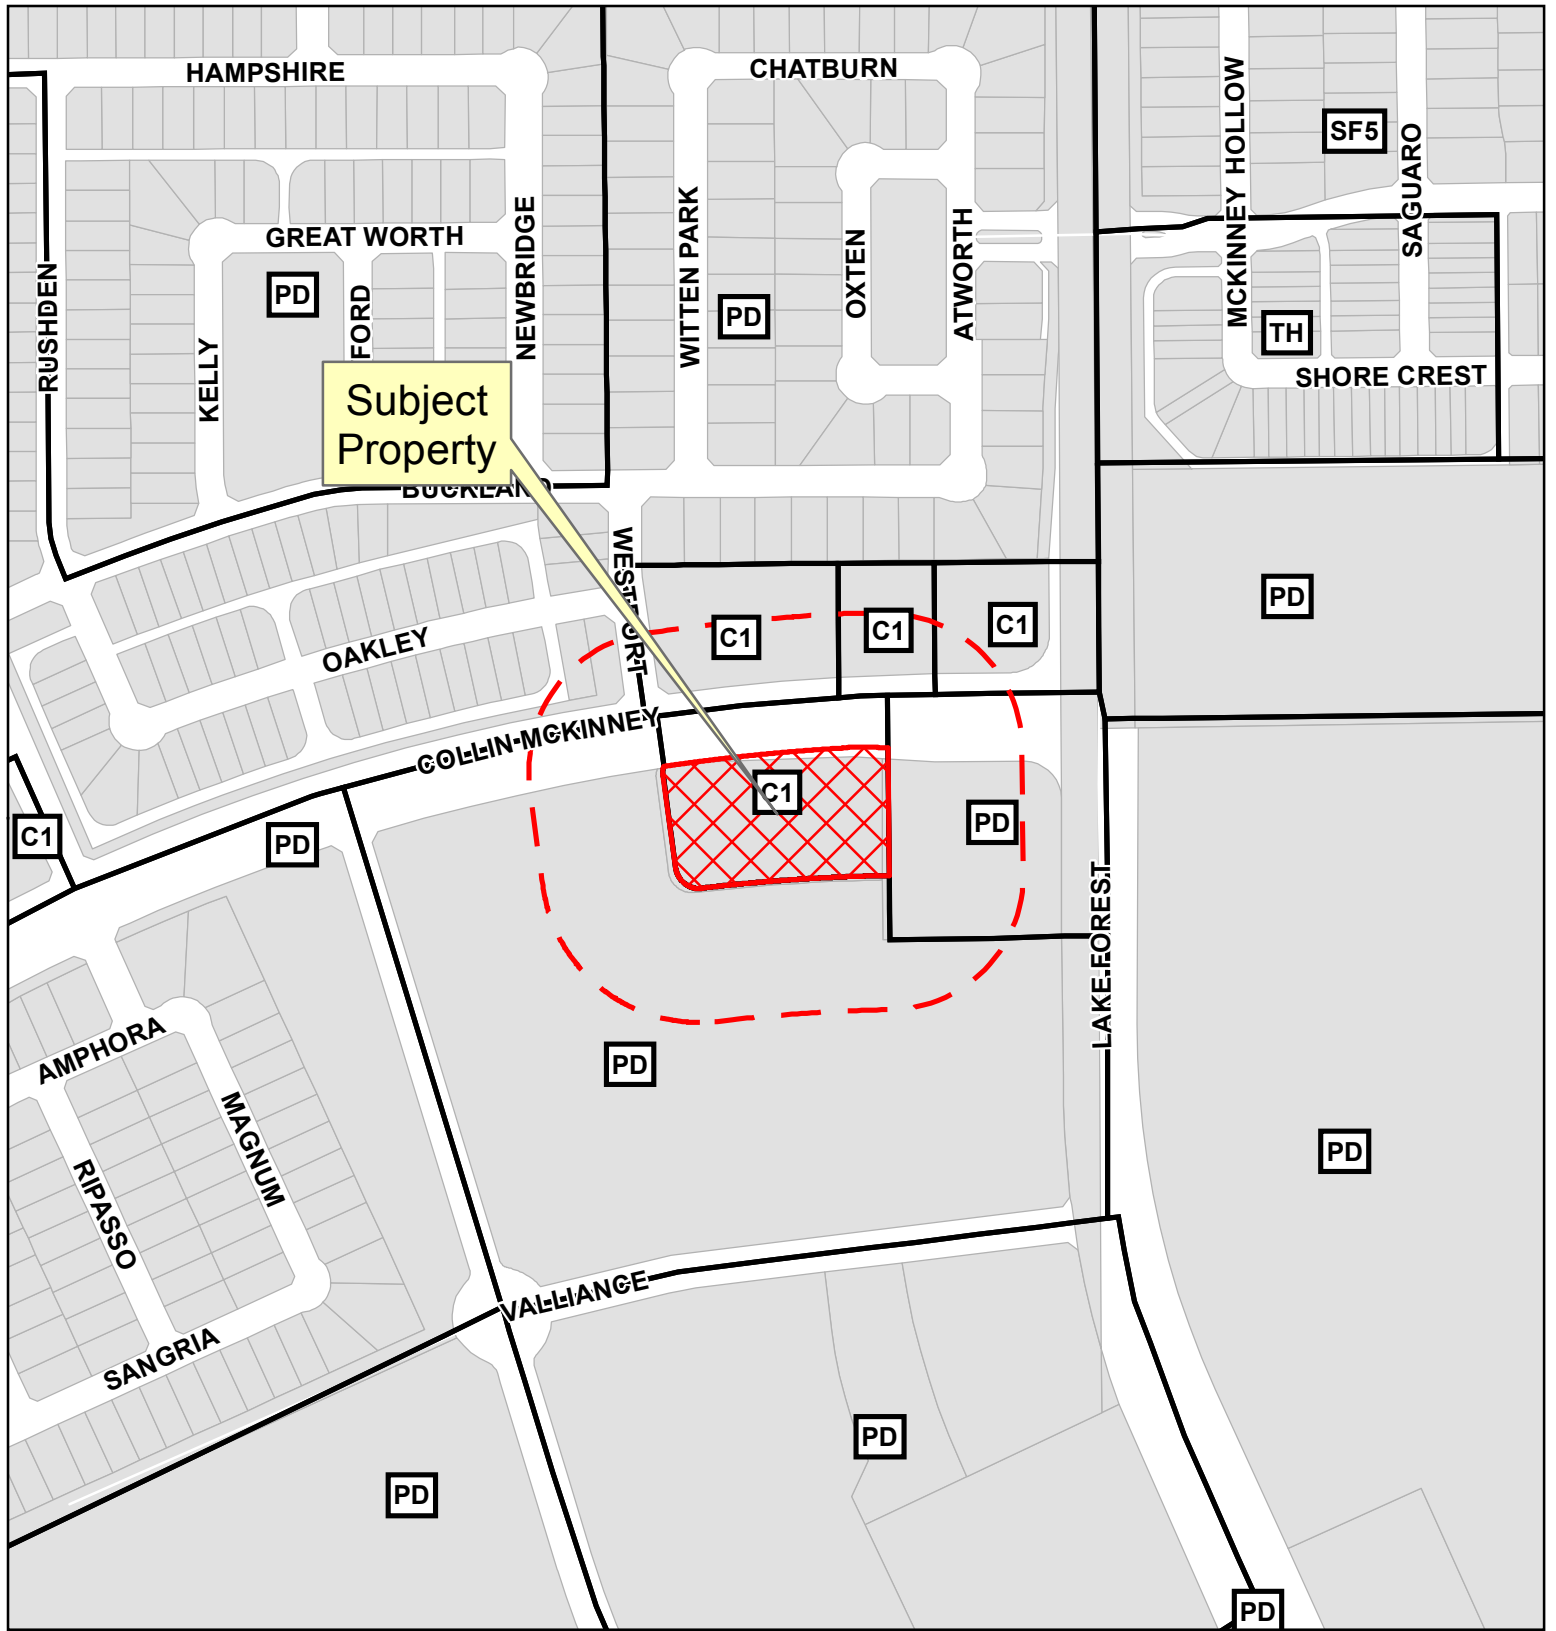 HAMPSHIRE
CHATBURN
MCKINNEY HOLLOW
SAGUARO
SF5
GREAT WORTH
NEWBRIDGE
WITTEN PARK
OXTEN
ATWORTH
RUSHDEN
PD
FORD
KELLY
PD
TH
SHORE CREST
Subject
Property
BUCKLAND
WESTPORT
PD
C1
C1
C1
OAKLEY
COLLIN MCKINNEY
C1
PD
C1
PD
LAKE FOREST
AMPHORA
MAGNUM
RIPASSO
PD
PD
VALLIANCE
SANGRIA
PD
PD
PD